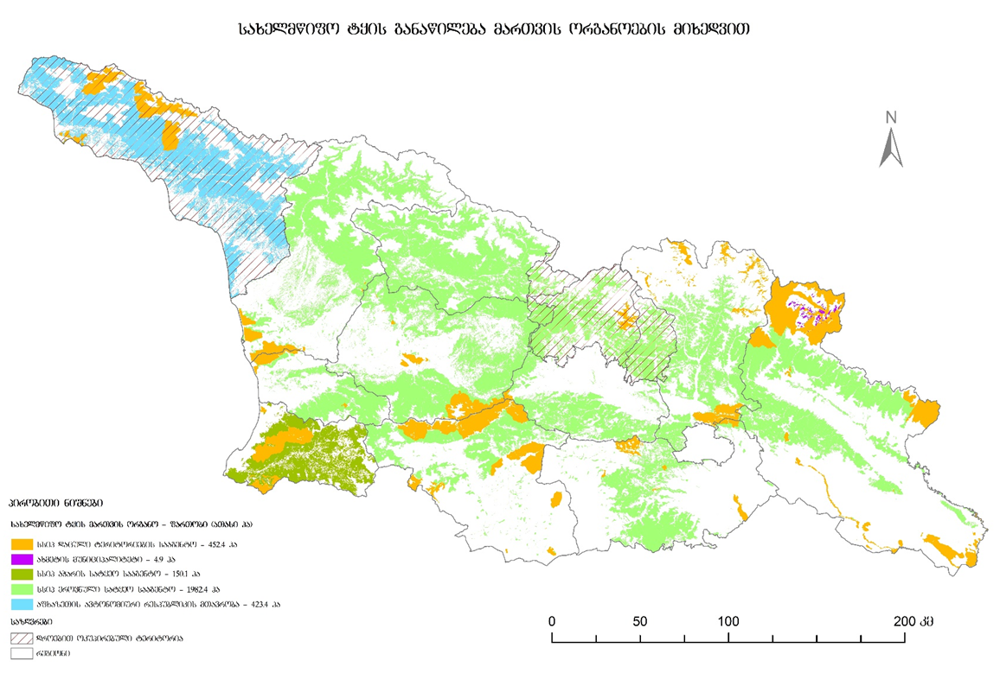 სახელმწიფო ტყის განაწილება მართვის ორგანოების მიხედვით
N
პირობითი ნიშნები
სახელმწიფო ტყის მართვის ორგანო - ფართობი (ათასი ჰა)
სსიპ დაცული ტერიტორიების სააგენტო - 452.4 ჰა
ახმეტის მუნიციპალიტეტი - 4.9 ჰა
სსიპ აჭარის სატყეო სააგენტო - 150.1 ჰა
სსიპ ეროვნული სატყეო სააგენტო - 1982.4 ჰა
აფხაზეთის ავტონომიური რესპუბლიკის მთავრობა - 423.4 ჰა
საზღვრები
დროებით ოკუპირებული ტერიტორია
რეგიონი
0 50 100 200 კმ